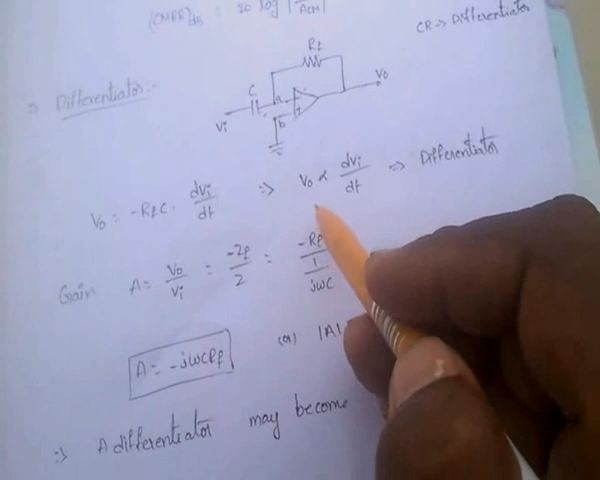 (CMRR)dB = 20 log | / ACM |
CR → Differentiator
⇒ Differentiator:-
Rf
C
a
b
Vi
Vo
Vo = -RfC. dvi/dt ⇒ Vo ∝ dvi/dt ⇒ Differentiator
Gain A = Vo/Vi = -Zf/Z = -Rf/(1/jωC)
A = -jωCRf (or) |A|
⇒ A differentiator may become